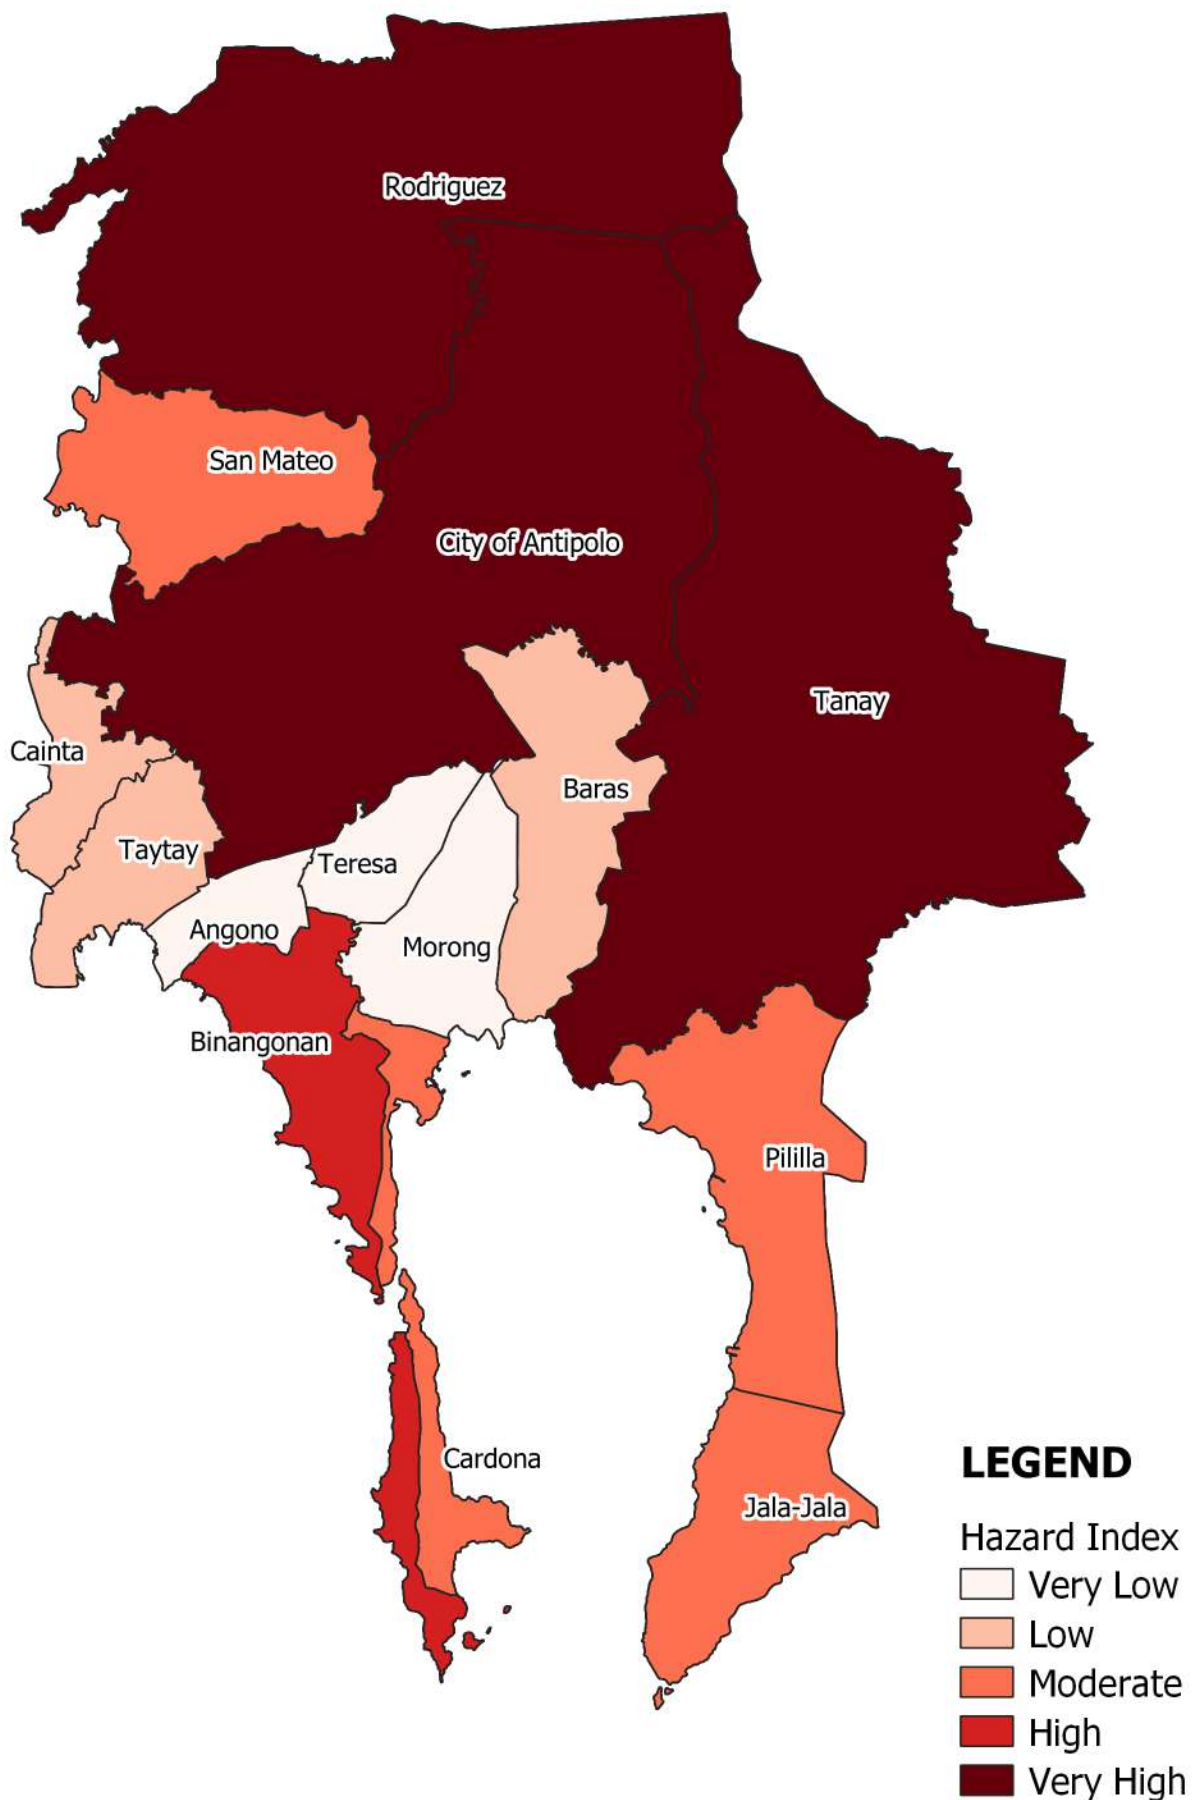 Rodriguez
San Mateo
City of Antipolo
Tanay
Cainta
Baras
Taytay
Teresa
Angono
Morong
Binangonan
Pililla
Cardona
Jala-Jala
LEGEND
Hazard Index
Very Low
Low
Moderate
High
Very High